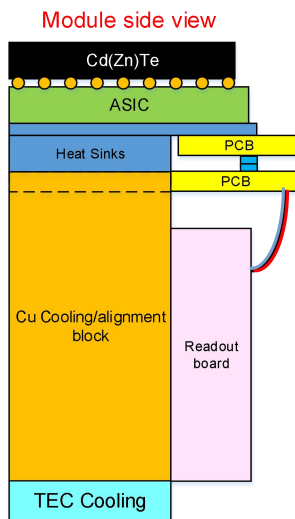 Module side view
Cd(Zn)Te
ASIC
PCB
Heat Sinks
PCB
Cu Cooling/alignment
block
Readout
board
TEC Cooling